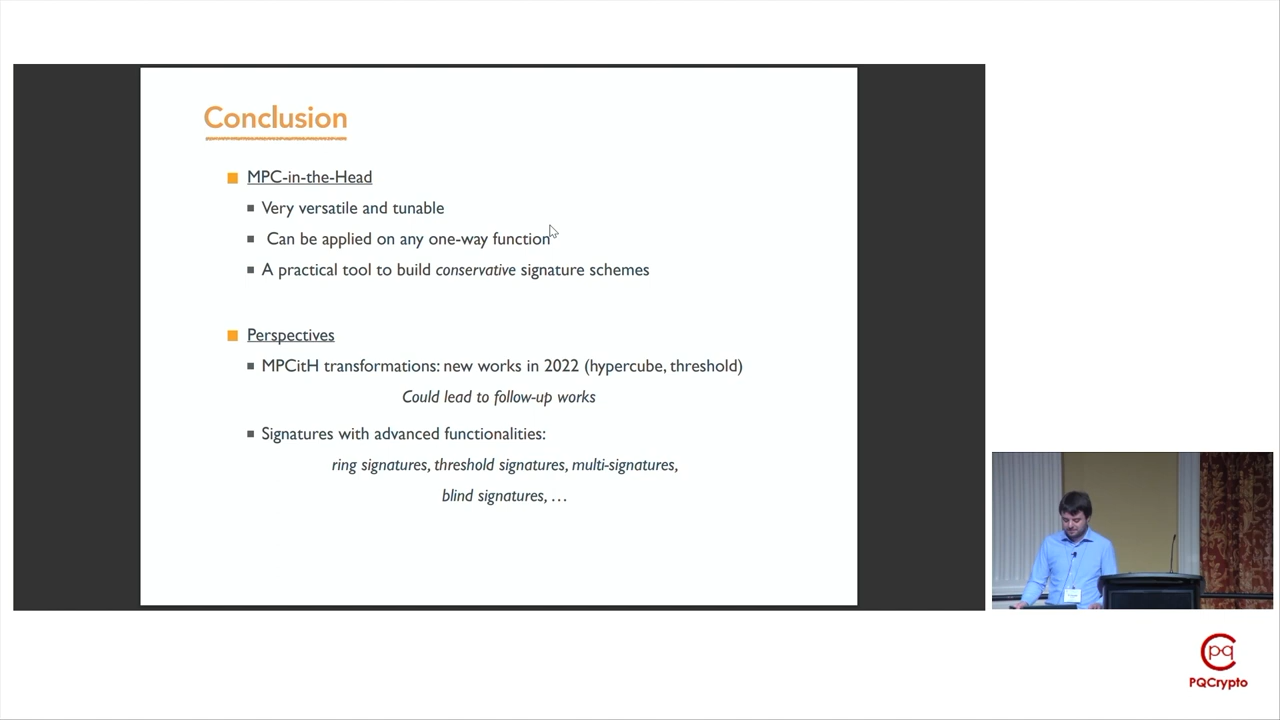 Conclusion
MPC-in-the-Head
Very versatile and tunable
Can be applied on any one-way function
A practical tool to build conservative signature schemes
Perspectives
MPCitH transformations: new works in 2022 (hypercube, threshold)
Could lead to follow-up works
Signatures with advanced functionalities:
ring signatures, threshold signatures, multi-signatures,
blind signatures, …
pq
PQCrypto